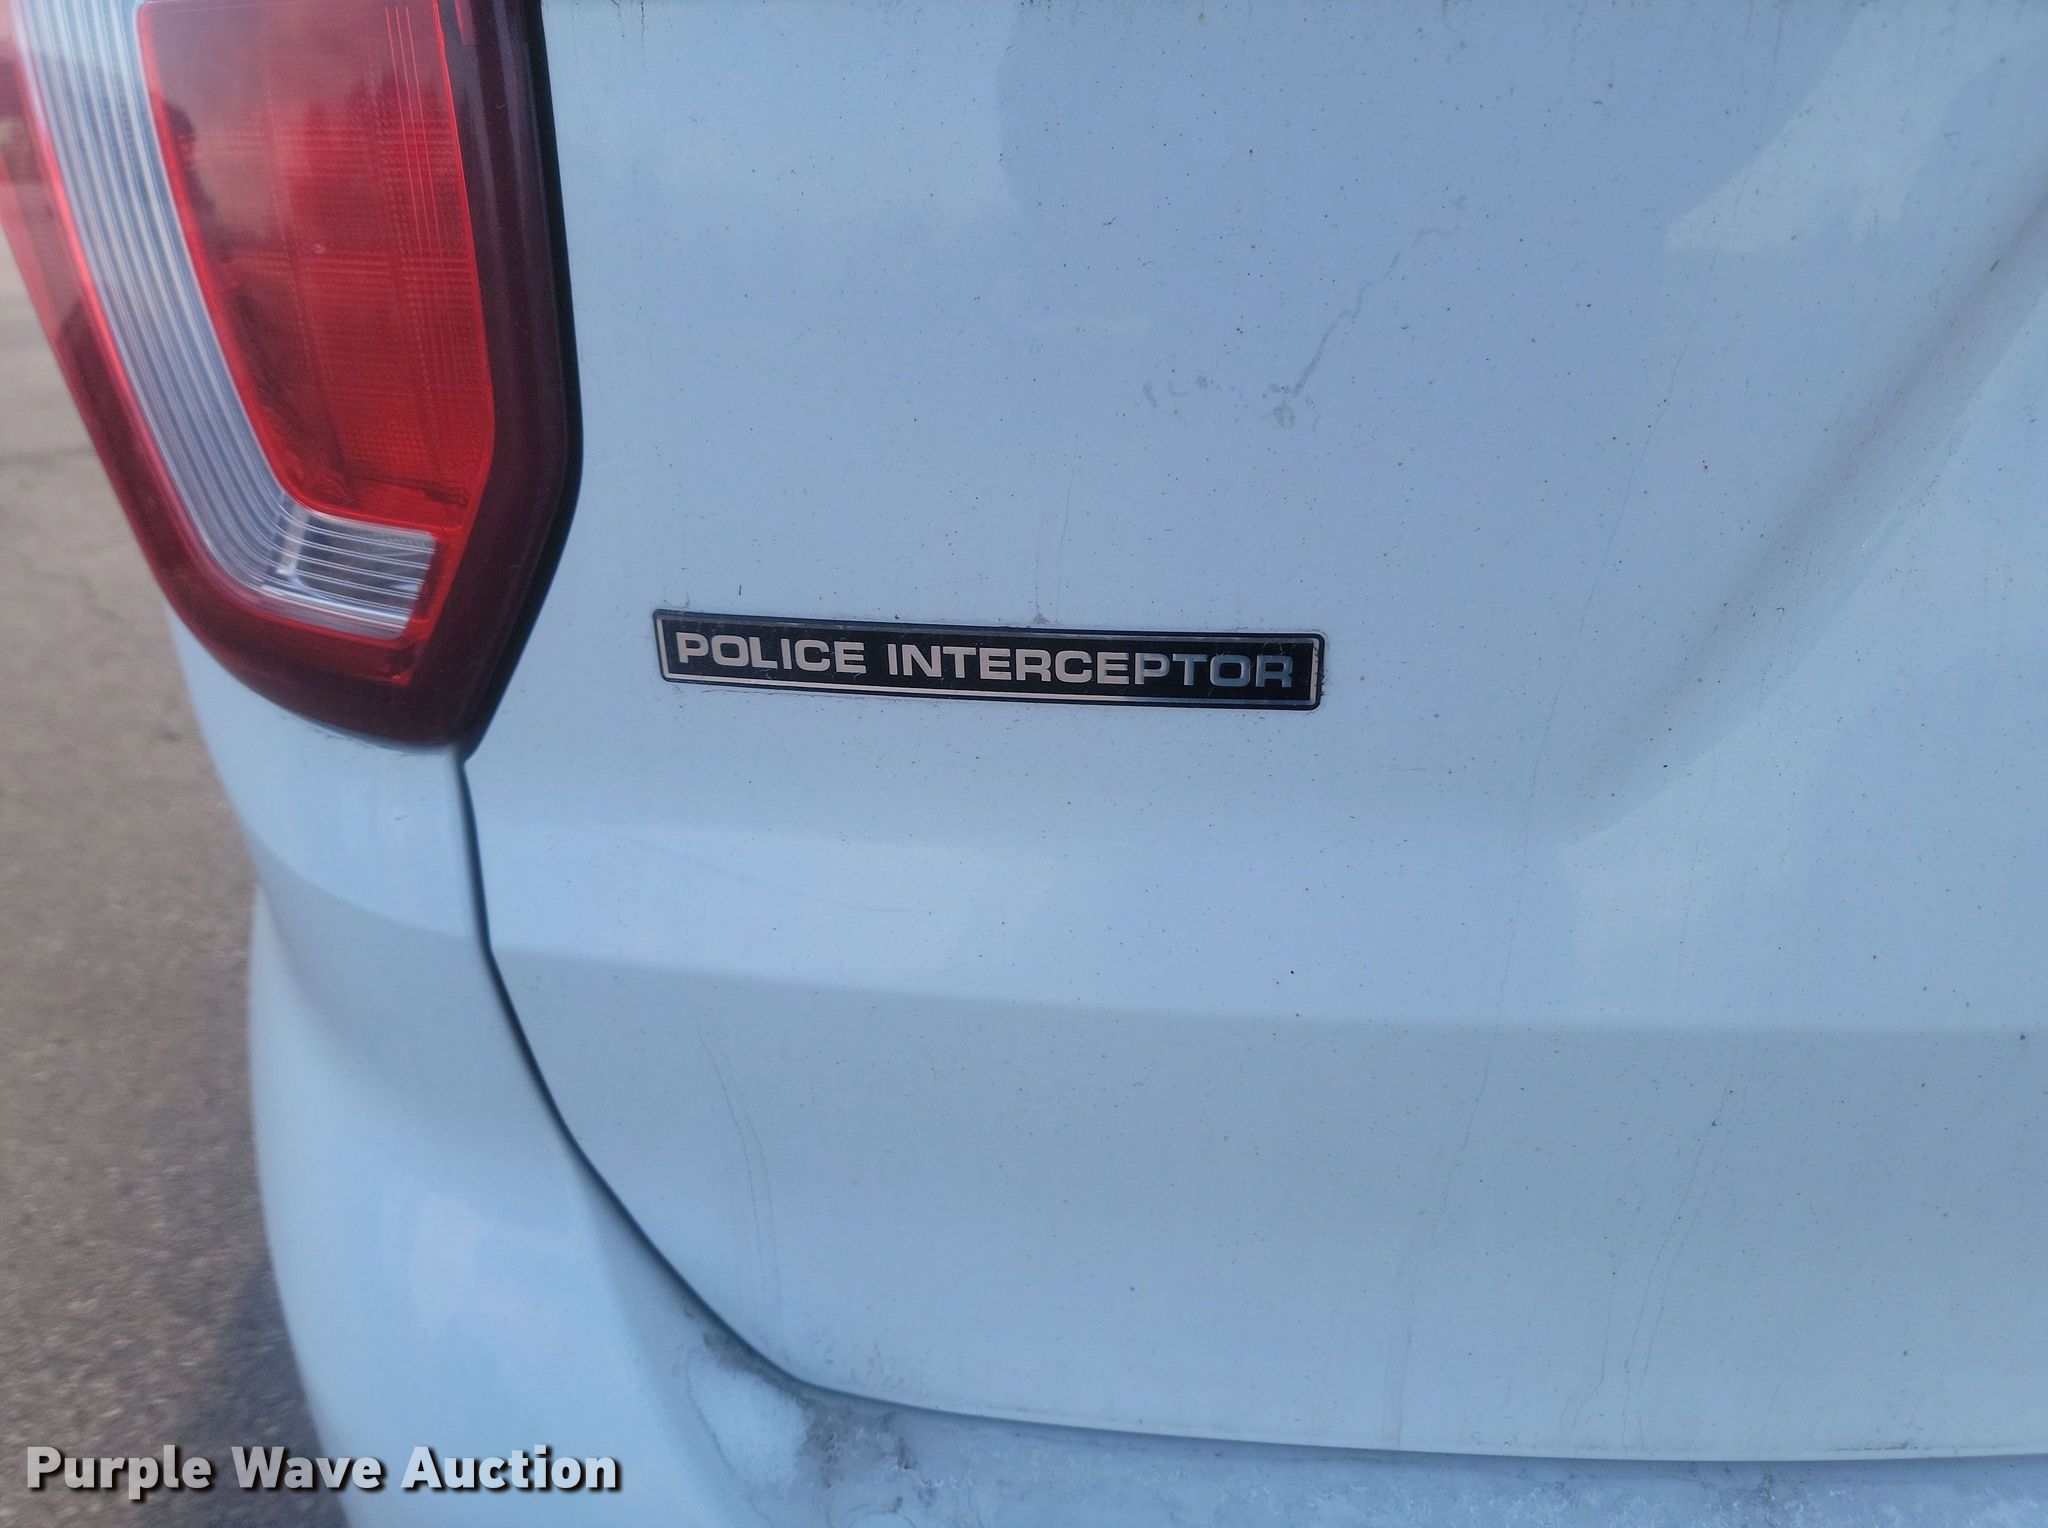 POLICE INTERCEPTOR
Purple Wave Auction